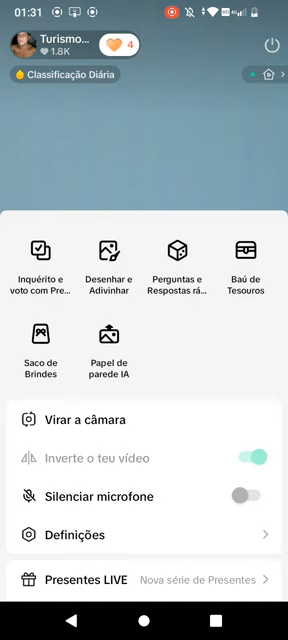 01:31
4G
Turismo...
1.8K
4
Classificação Diária
Inquérito e
voto com Pre...
Desenhar e
Adivinhar
Perguntas e
Respostas rá...
Baú de
Tesouros
Saco de
Brindes
Papel de
parede IA
Virar a câmara
Inverte o teu vídeo
Silenciar microfone
Definições
Presentes LIVE
Nova série de Presentes